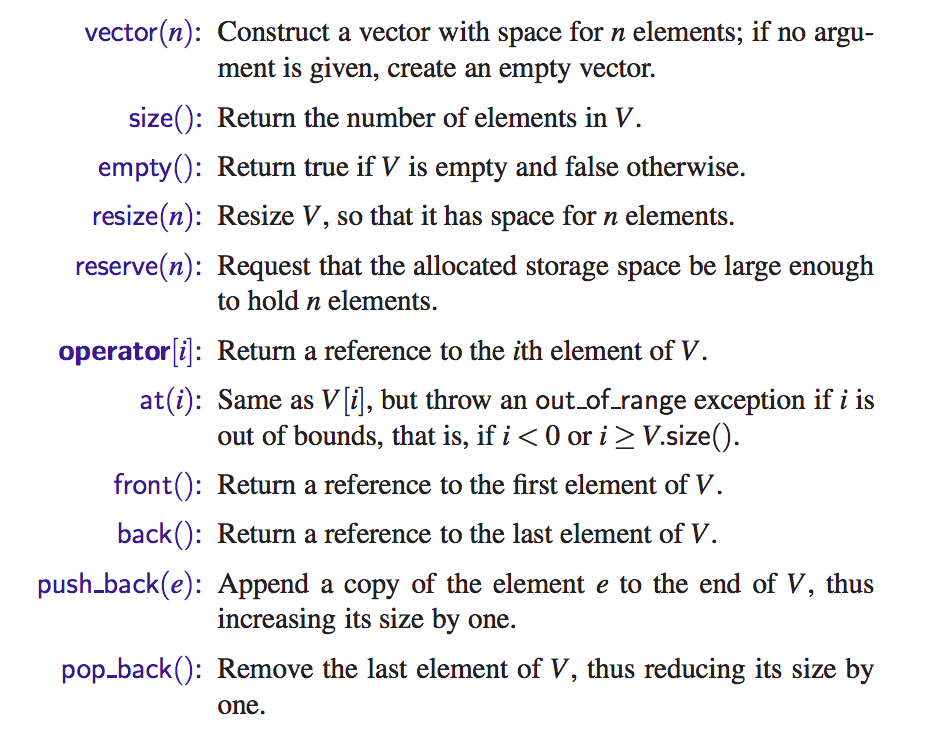 vector(n): Construct a vector with space for n elements; if no argu-
ment is given, create an empty vector.
size(): Return the number of elements in V.
empty(): Return true if V is empty and false otherwise.
resize(n): Resize V, so that it has space for n elements.
reserve(n): Request that the allocated storage space be large enough
to hold n elements.
operator[i]: Return a reference to the ith element of V.
at(i): Same as V[i], but throw an out_of_range exception if i is
out of bounds, that is, if i < 0 or i ≥ V.size().
front(): Return a reference to the first element of V.
back(): Return a reference to the last element of V.
push_back(e): Append a copy of the element e to the end of V, thus
increasing its size by one.
pop_back(): Remove the last element of V, thus reducing its size by
one.